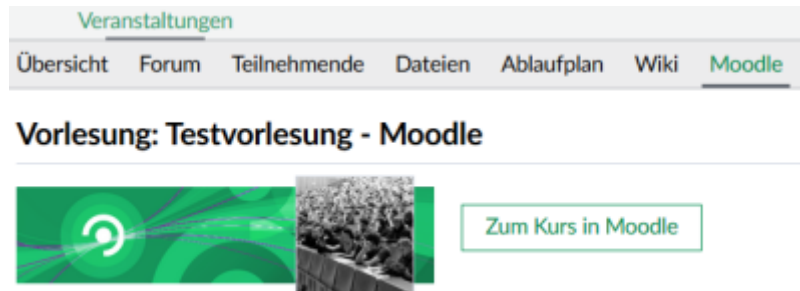 Veranstaltungen
Übersicht Forum Teilnehmende Dateien Ablaufplan Wiki Moodle
Vorlesung: Testvorlesung - Moodle
Zum Kurs in Moodle